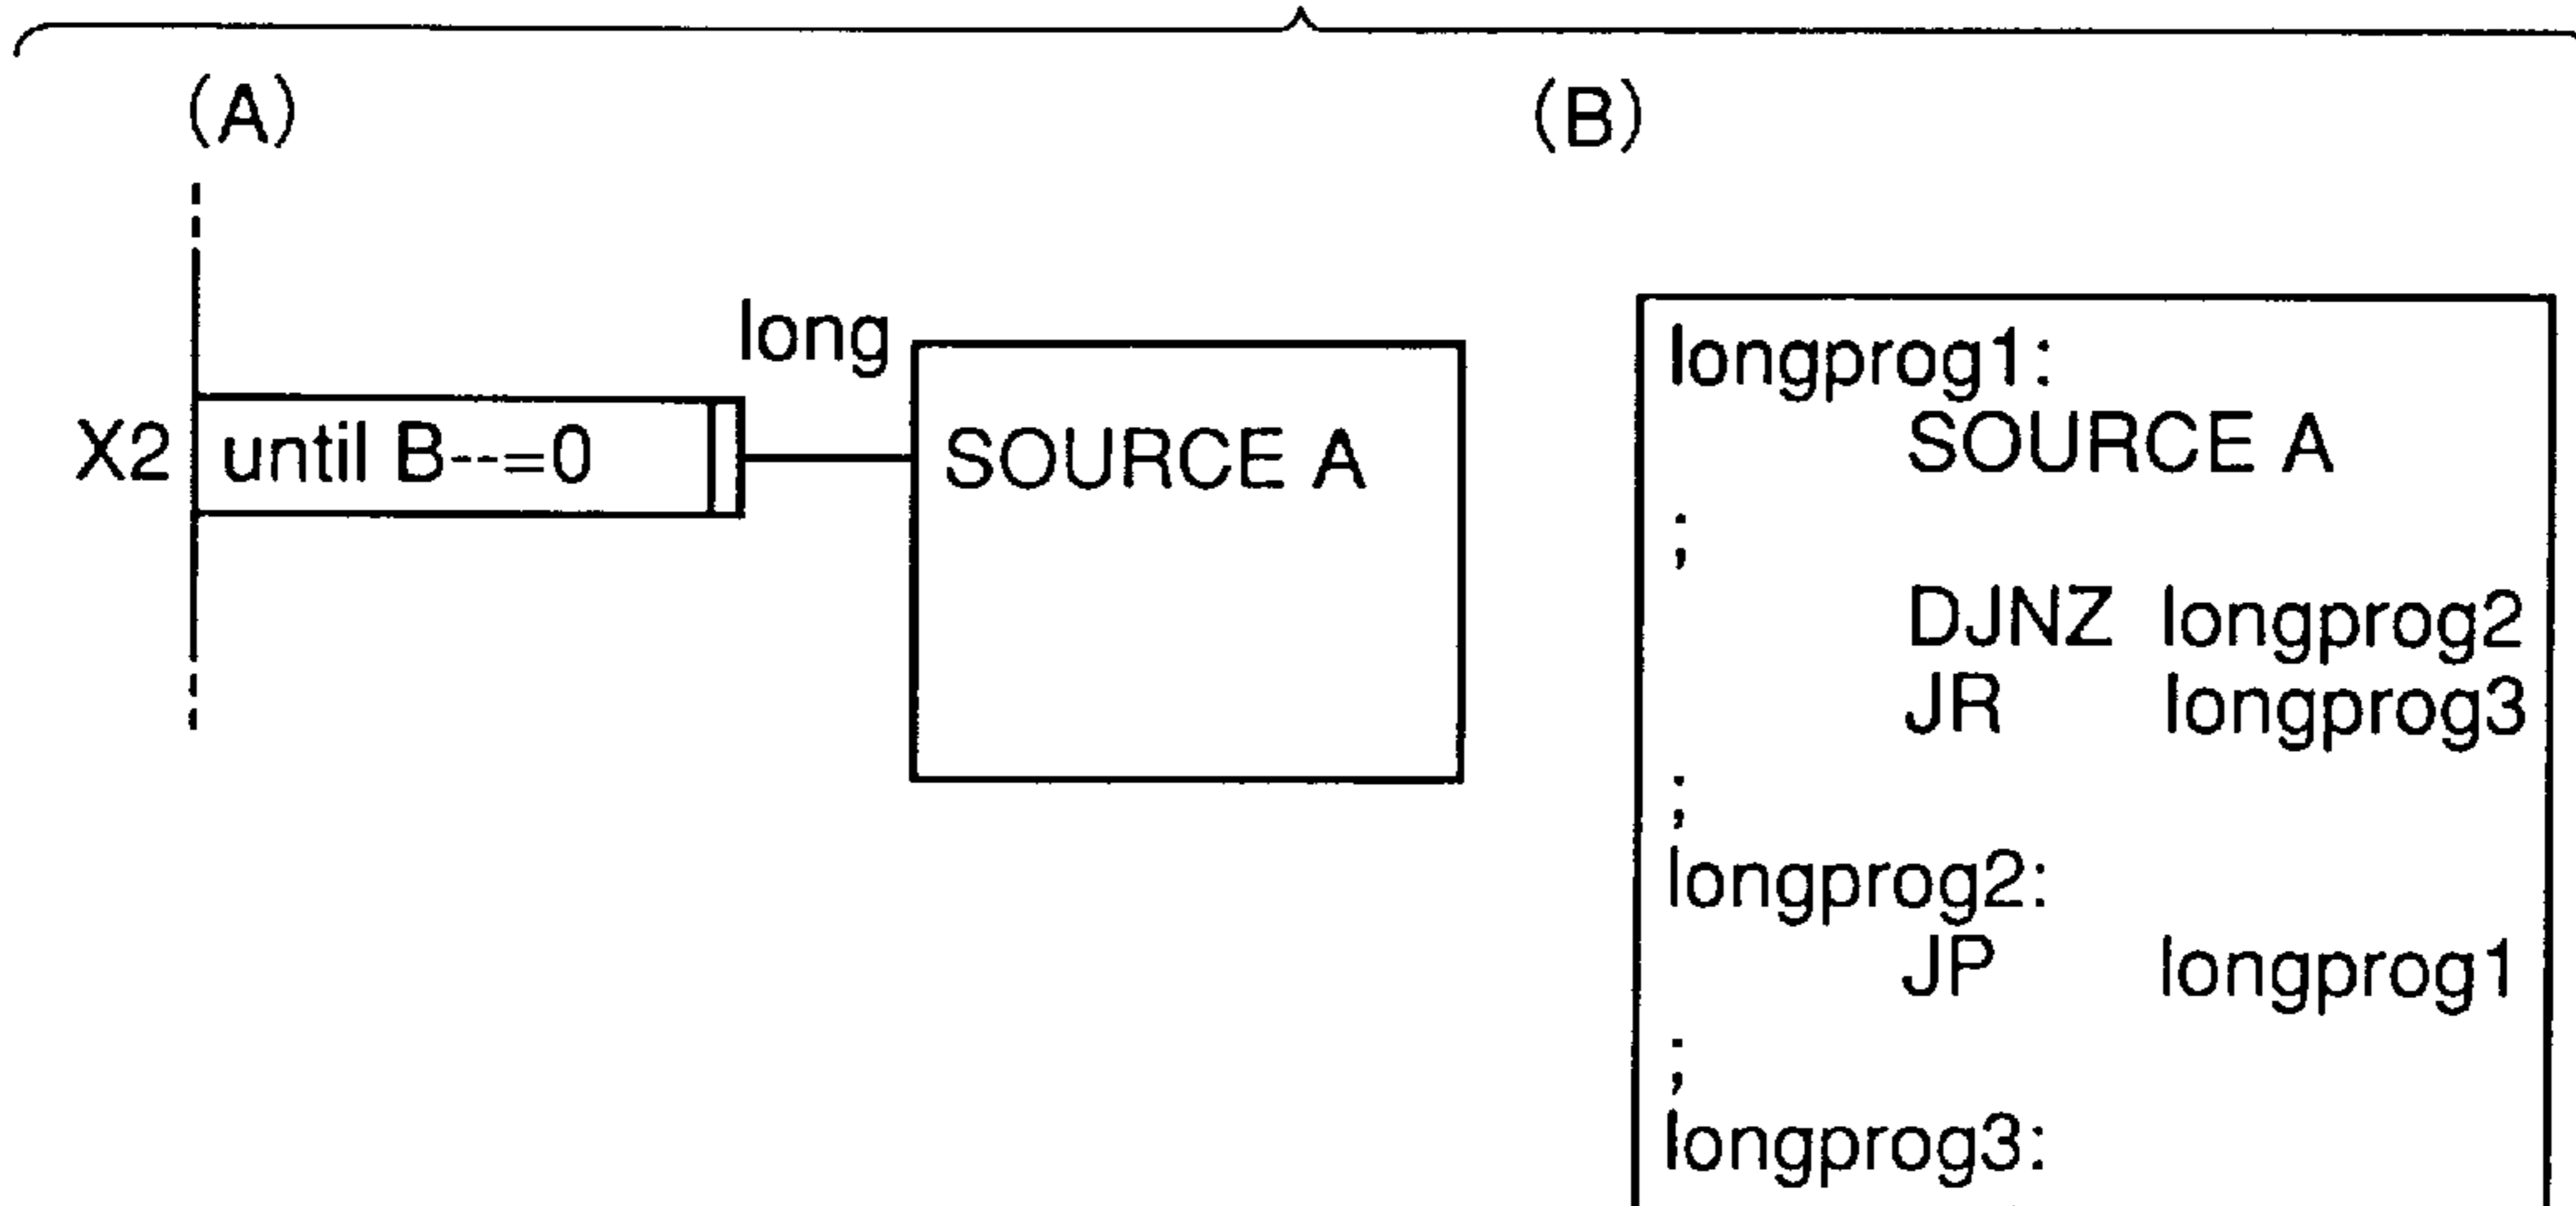 (A)
(B)
long
X2 until B--=0
SOURCE A
longprog1:
SOURCE A
;
DJNZ longprog2
JR longprog3
;
longprog2:
JP longprog1
;
longprog3: